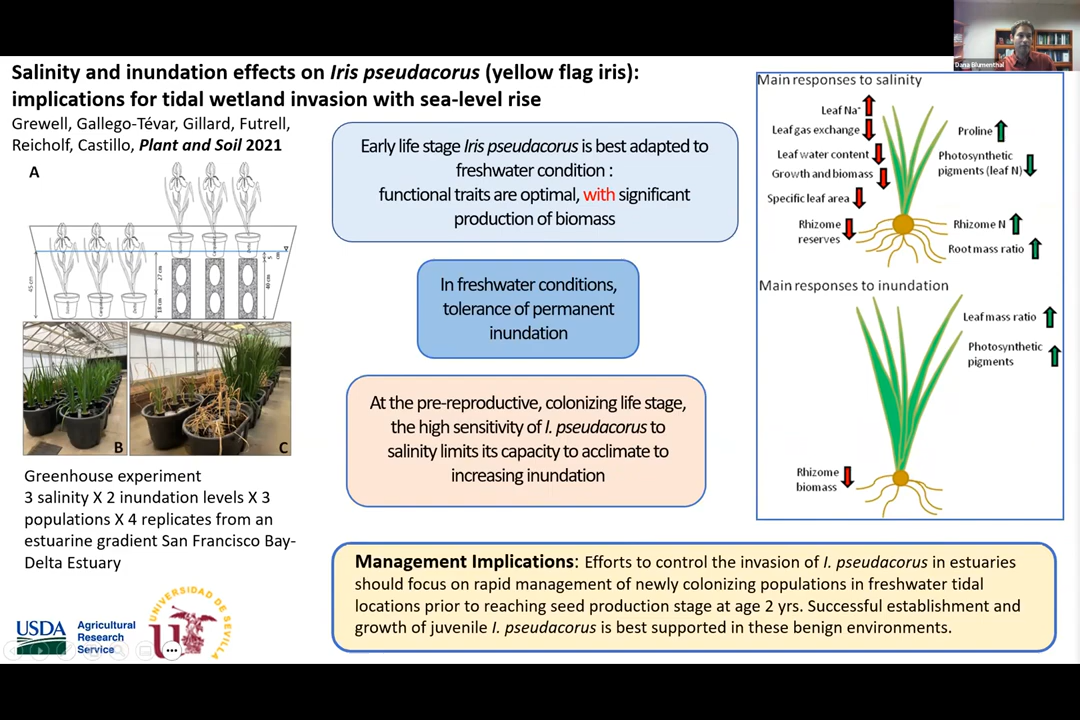 Dana Blumenthal
Salinity and inundation effects on Iris pseudacorus (yellow flag iris):
implications for tidal wetland invasion with sea-level rise
Grewell, Gallego-Tévar, Gillard, Futrell,
Reicholf, Castillo, Plant and Soil 2021
A
45 cm
27 cm
18 cm
5
cm
40 cm
B
C
Greenhouse experiment
3 salinity X 2 inundation levels X 3
populations X 4 replicates from an
estuarine gradient San Francisco Bay-
Delta Estuary
USDA
Agricultural
Research
Service
UNIVERSIDAD DE SEVILLA
Early life stage Iris pseudacorus is best adapted to
freshwater condition :
functional traits are optimal, with significant
production of biomass
In freshwater conditions,
tolerance of permanent
inundation
At the pre-reproductive, colonizing life stage,
the high sensitivity of I. pseudacorus to
salinity limits its capacity to acclimate to
increasing inundation
Main responses to salinity
Leaf Na⁺
Leaf gas exchange
Leaf water content
Growth and biomass
Specific leaf area
Rhizome
reserves
Proline
Photosynthetic
pigments (leaf N)
Rhizome N
Root mass ratio
Main responses to inundation
Leaf mass ratio
Photosynthetic
pigments
Rhizome
biomass
Management Implications: Efforts to control the invasion of I. pseudacorus in estuaries
should focus on rapid management of newly colonizing populations in freshwater tidal
locations prior to reaching seed production stage at age 2 yrs. Successful establishment and
growth of juvenile I. pseudacorus is best supported in these benign environments.